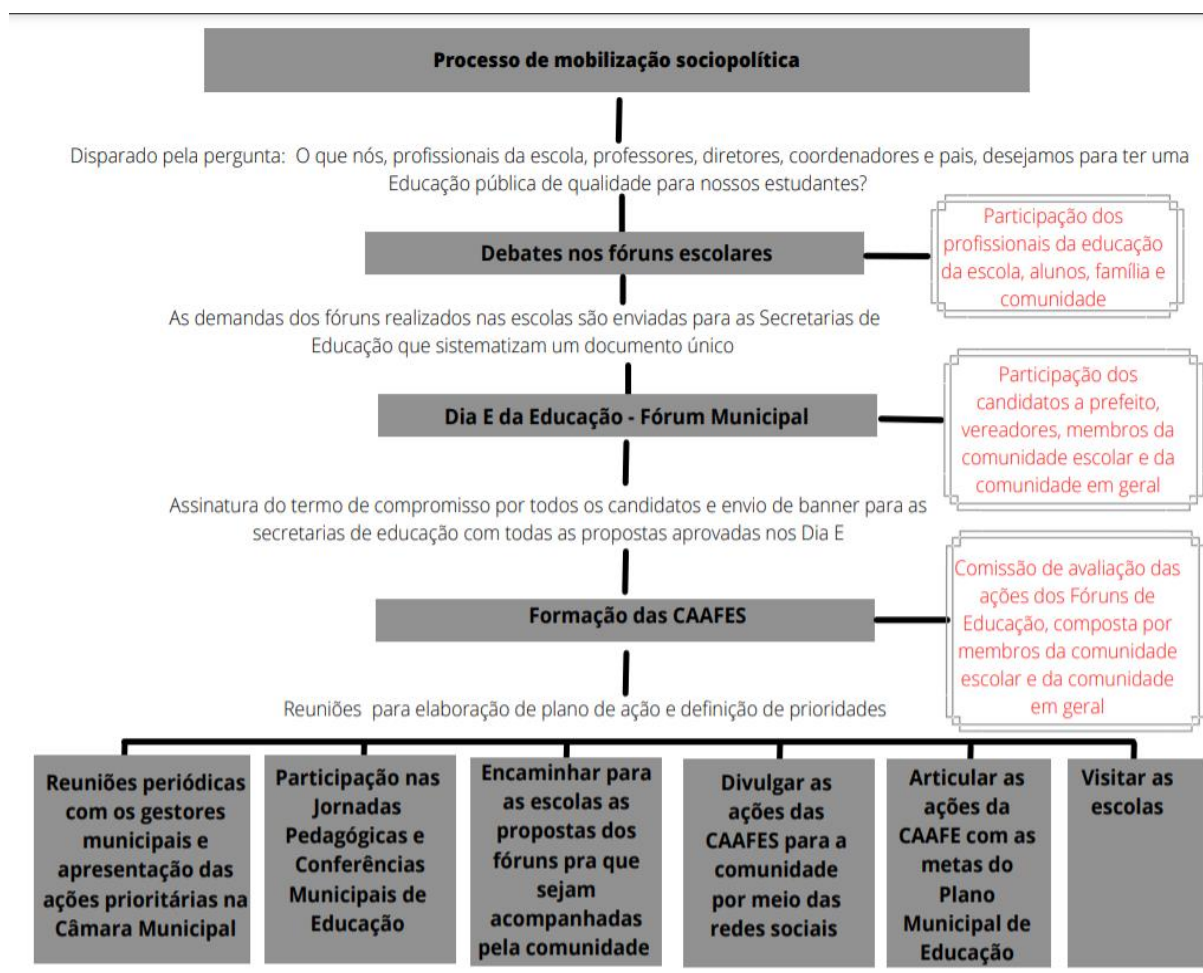 Processo de mobilização sociopolítica
Disparado pela pergunta: O que nós, profissionais da escola, professores, diretores, coordenadores e pais, desejamos para ter uma
Educação pública de qualidade para nossos estudantes?
Debates nos fóruns escolares
Participação dos
profissionais da educação
da escola, alunos, família e
comunidade
As demandas dos fóruns realizados nas escolas são enviadas para as Secretarias de
Educação que sistematizam um documento único
Dia E da Educação - Fórum Municipal
Participação dos
candidatos a prefeito,
vereadores, membros da
comunidade escolar e da
comunidade em geral
Assinatura do termo de compromisso por todos os candidatos e envio de banner para as
secretarias de educação com todas as propostas aprovadas nos Dia E
Formação das CAAFES
Comissão de avaliação das
ações dos Fóruns de
Educação, composta por
membros da comunidade
escolar e da comunidade
em geral
Reuniões para elaboração de plano de ação e definição de prioridades
Reuniões periódicas
com os gestores
municipais e
apresentação das
ações prioritárias na
Câmara Municipal
Participação nas
Jornadas
Pedagógicas e
Conferências
Municipais de
Educação
Encaminhar para
as escolas as
propostas dos
fóruns pra que
sejam
acompanhadas
pela comunidade
Divulgar as
ações das
CAAFES para a
comunidade
por meio das
redes sociais
Articular as
ações da
CAAFE com as
metas do
Plano
Municipal de
Educação
Visitar as
escolas